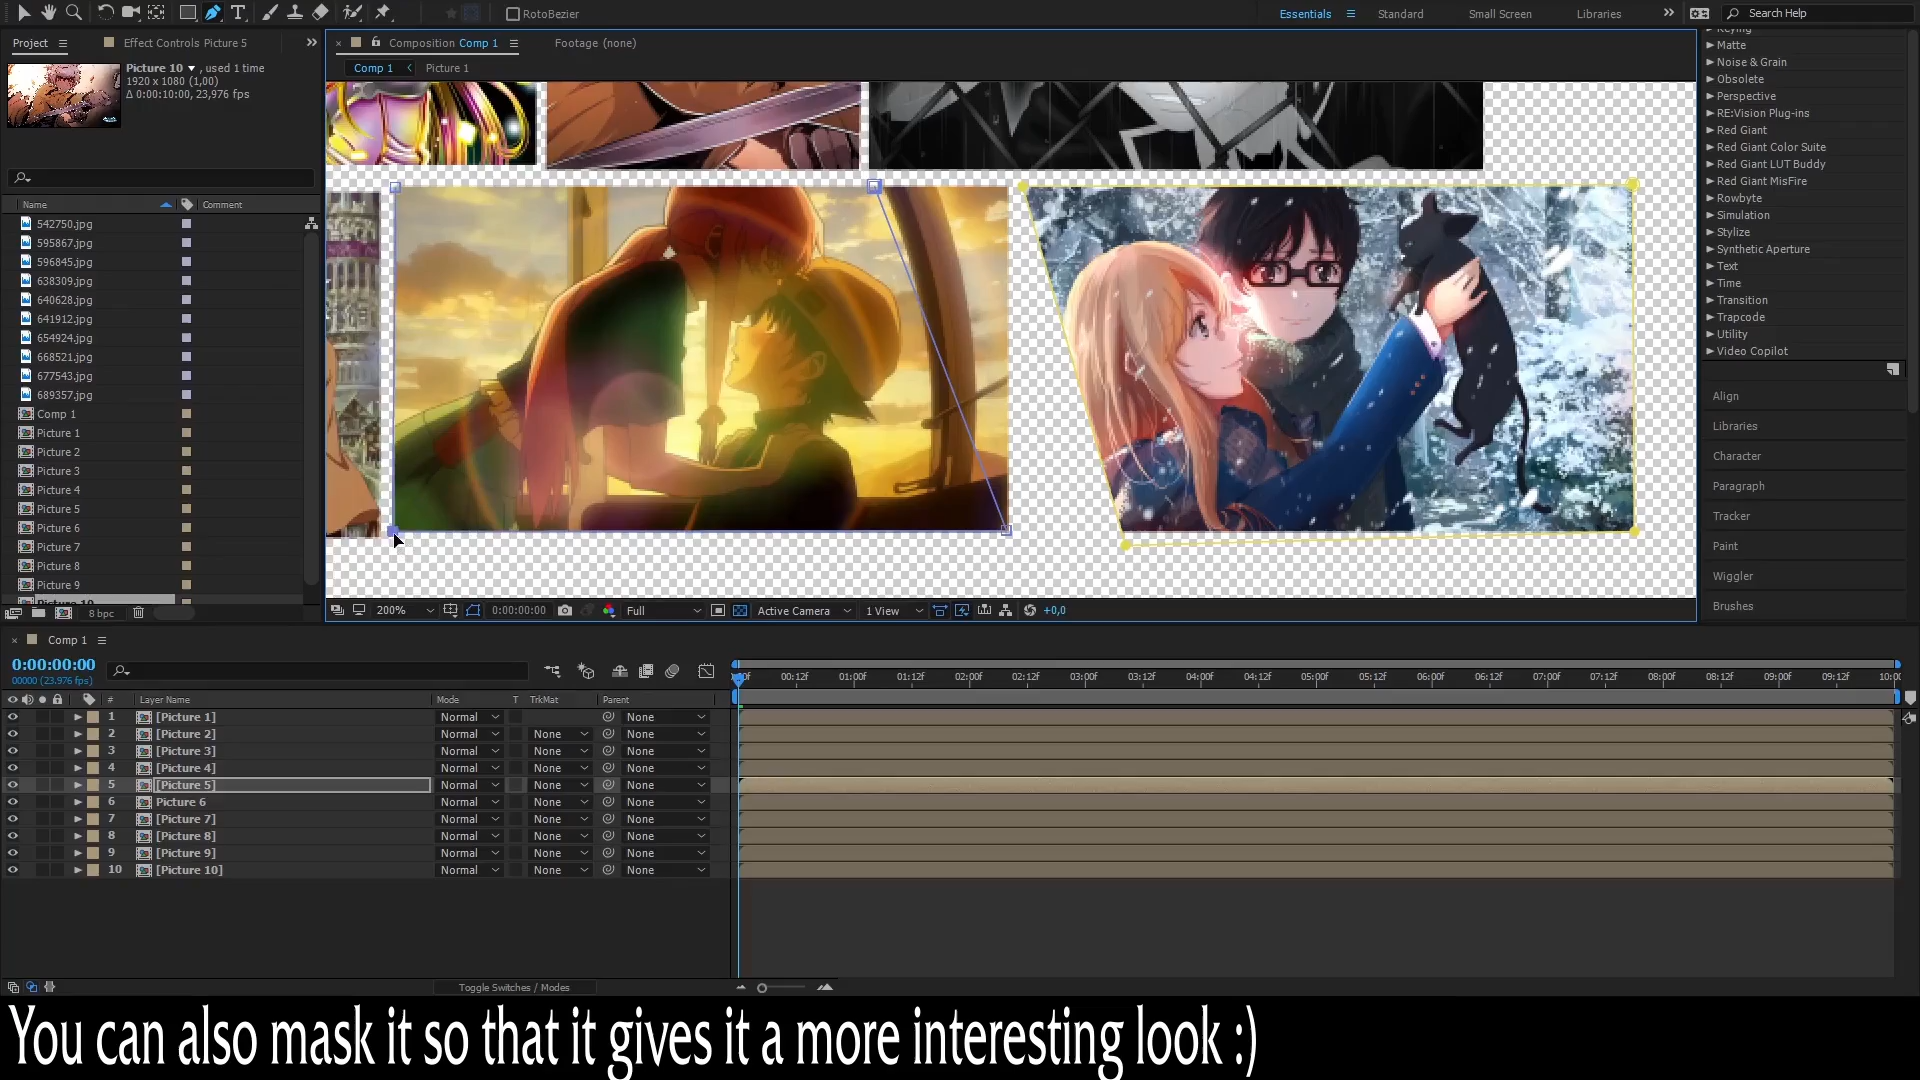 RotoBezier
Essentials
Standard
Small Screen
Libraries
Search Help
Project
Effect Controls Picture 5
Composition Comp 1
Footage (none)
Comp 1
Picture 1
Picture 10 , used 1 time
1920 x 1080 (1,00)
Δ 0:00:10:00, 23,976 fps
Name
Comment
542750.jpg
595867.jpg
596845.jpg
638309.jpg
640628.jpg
641912.jpg
654924.jpg
668521.jpg
677543.jpg
689357.jpg
Comp 1
Picture 1
Picture 2
Picture 3
Picture 4
Picture 5
Picture 6
Picture 7
Picture 8
Picture 9
Picture 10
8 bpc
200%
0:00:00:00
Full
Active Camera
1 View
+0,0
Keying
Matte
Noise & Grain
Obsolete
Perspective
RE:Vision Plug-ins
Red Giant
Red Giant Color Suite
Red Giant LUT Buddy
Red Giant MisFire
Rowbyte
Simulation
Stylize
Synthetic Aperture
Text
Time
Transition
Trapcode
Utility
Video Copilot
Align
Libraries
Character
Paragraph
Tracker
Paint
Wiggler
Brushes
Comp 1
0:00:00:00
00000 (23.976 fps)
00:12f 01:00f 01:12f 02:00f 02:12f 03:00f 03:12f 04:00f 04:12f 05:00f 05:12f 06:00f 06:12f 07:00f 07:12f 08:00f 08:12f 09:00f 09:12f
# Layer Name Mode T TrkMat Parent
1 [Picture 1] Normal None
2 [Picture 2] Normal None None
3 [Picture 3] Normal None None
4 [Picture 4] Normal None None
5 [Picture 5] Normal None None
6 Picture 6 Normal None None
7 [Picture 7] Normal None None
8 [Picture 8] Normal None None
9 [Picture 9] Normal None None
10 [Picture 10] Normal None None
Toggle Switches / Modes
You can also mask it so that it gives it a more interesting look :)